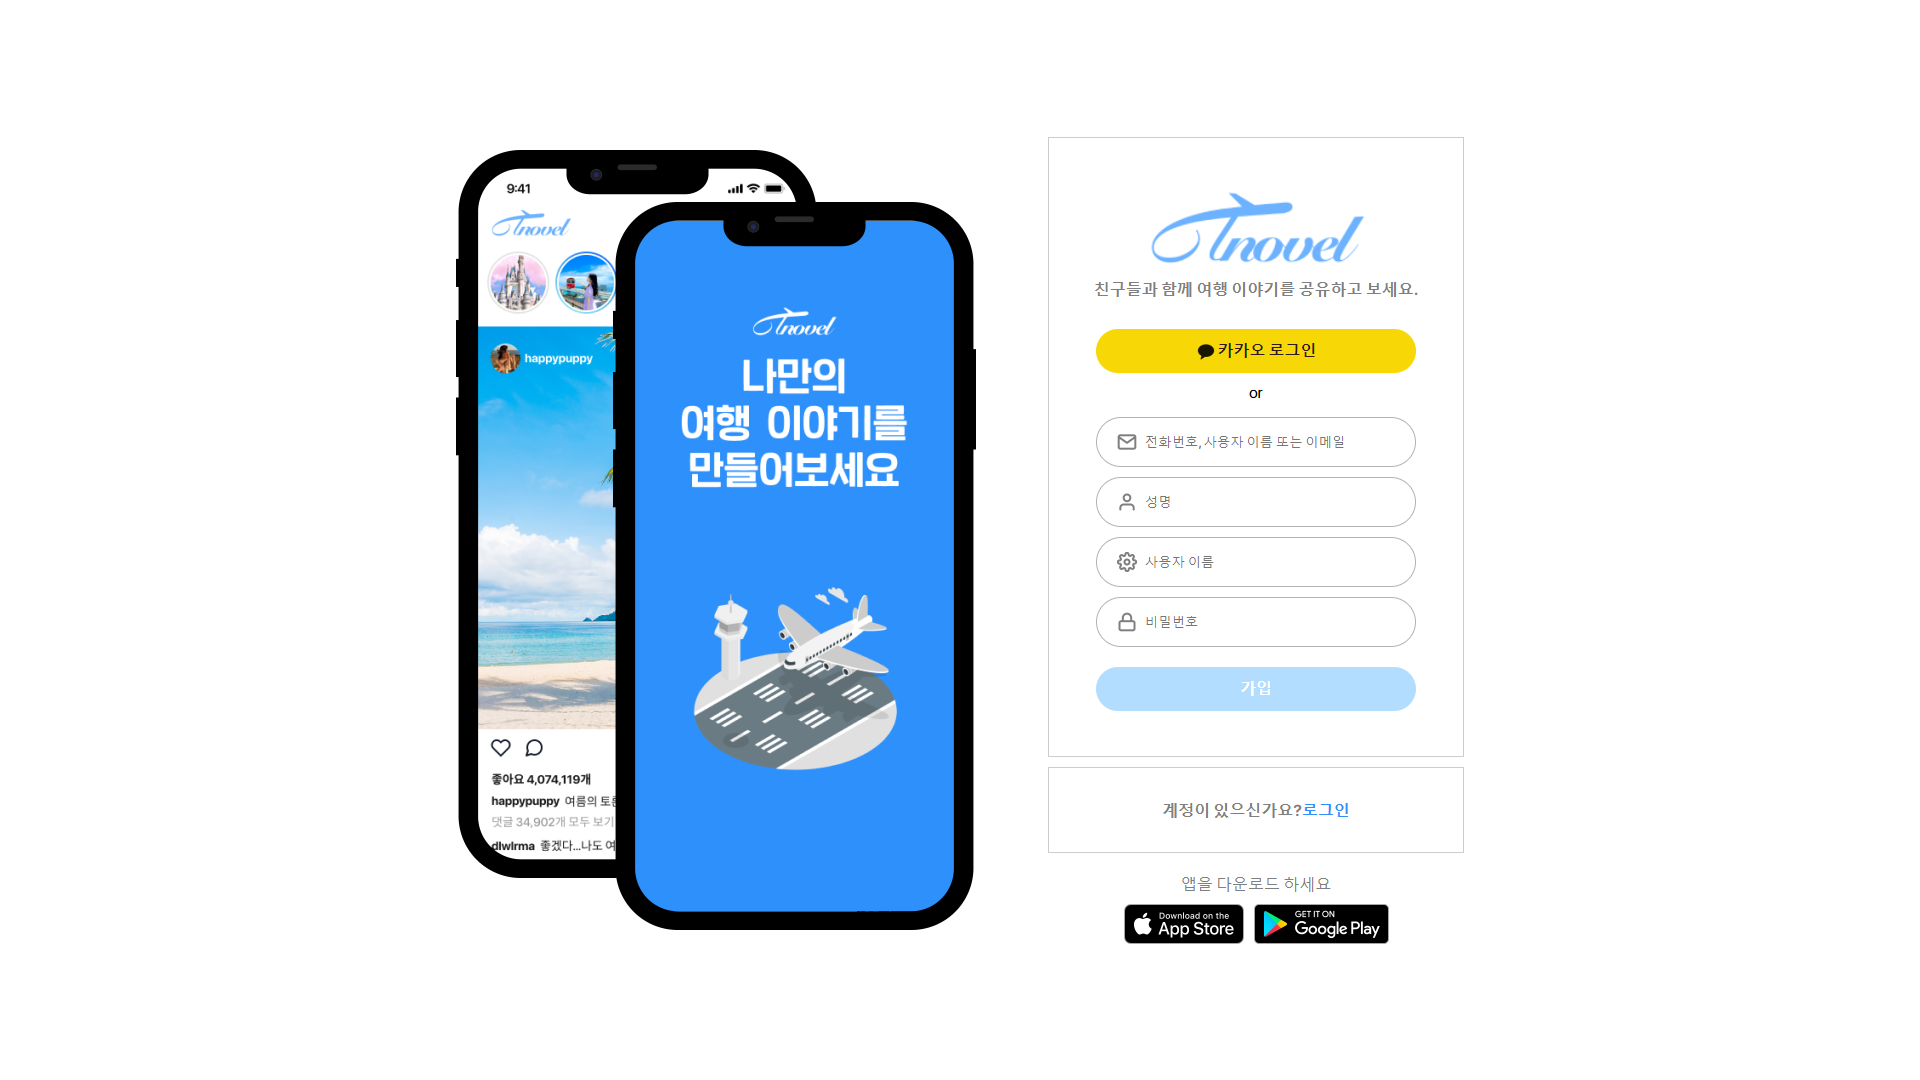 9:41
Tnovel
happypuppy
좋아요 4,074,119개
happypuppy 여름의
댓글 34,902개 모두 보기
dlwlrma 좋겠다...나도
Tnovel
나만의
여행 이야기를
만들어보세요
Tnovel
친구들과 함께 여행 이야기를 공유하고 보세요.
카카오 로그인
or
전화번호, 사용자 이름 또는 이메일
성명
사용자 이름
비밀번호
가입
계정이 있으신가요?로그인
앱을 다운로드 하세요
Download on the
App Store
GET IT ON
Google Play